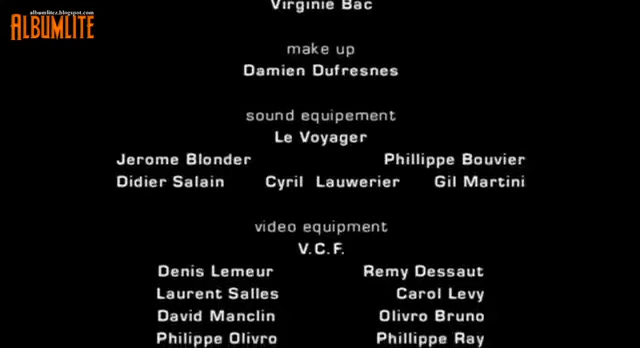 albumlitez.blogspot.com
ALBUMLITE
Virginie Bac
make up
Damien Dufresnes
sound equipement
Le Voyager
Jerome Blonder Phillippe Bouvier
Didier Salain Cyril Lauwerier Gil Martini
video equipment
V.C.F.
Denis Lemeur Remy Dessaut
Laurent Salles Carol Levy
David Manclin Olivro Bruno
Philippe Olivro Phillippe Ray